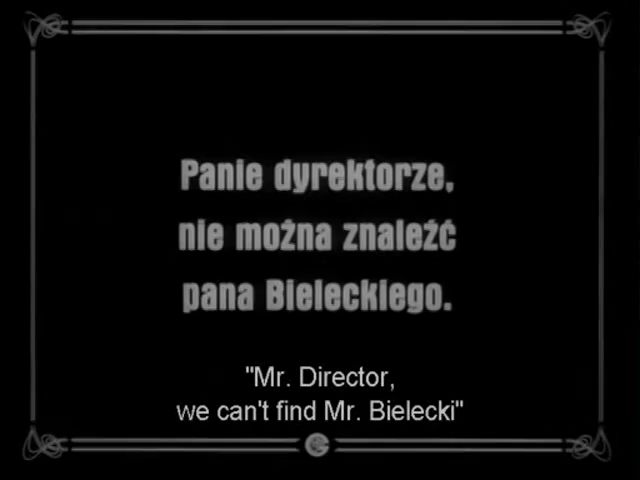 Panie dyrektorze,
nie można znaleźć
pana Bieleckiego.
"Mr. Director,
we can't find Mr. Bielecki"